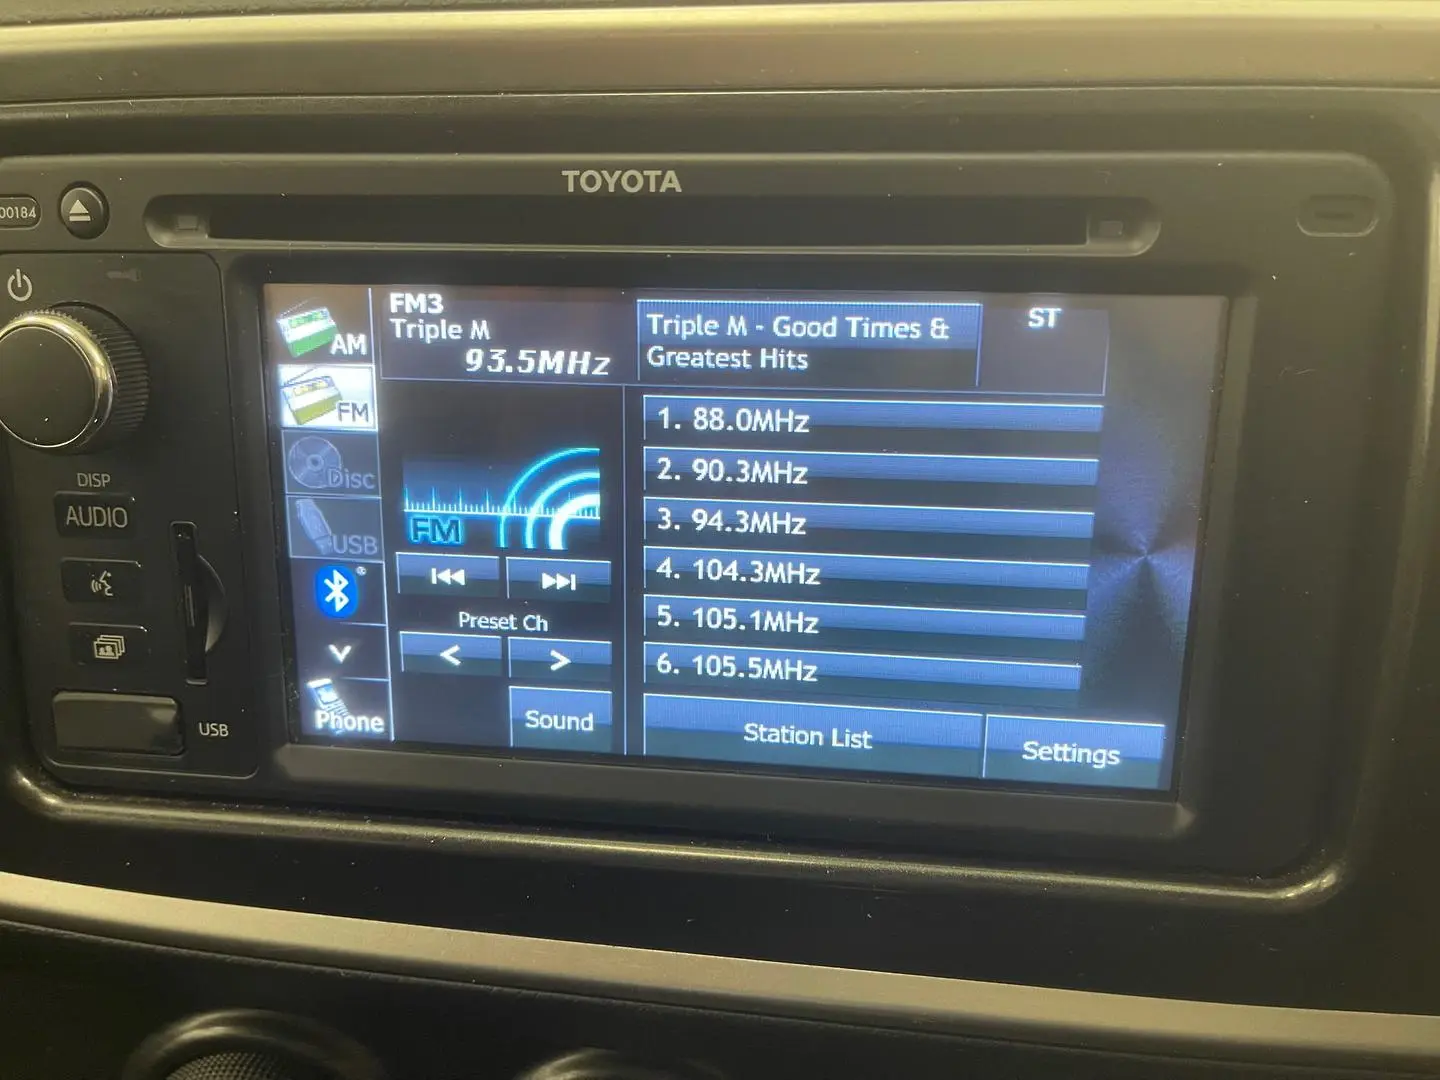 TOYOTA
00184
FM3
Triple M
93.5MHz
Triple M - Good Times &
Greatest Hits
ST
AM
FM
Disc
USB
Phone
FM
Preset Ch
<
>
Sound
1. 88.0MHz
2. 90.3MHz
3. 94.3MHz
4. 104.3MHz
5. 105.1MHz
6. 105.5MHz
Station List
Settings
DISP
AUDIO
USB